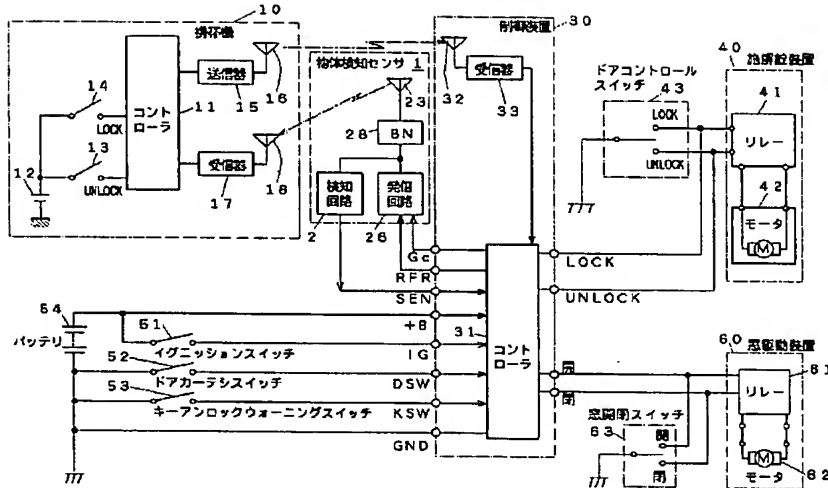 10
携帯機
14
LOCK
13
UNLOCK
12
コント
ローラ
11
送信器
15
16
受信器
17
18
物体検知センサ 1
23
28
BN
検知
回路
2
発信
回路
26
30
制御装置
32
受信器
33
Gc
RFR
SEN
+B
IG
DSW
KSW
GND
31
コント
ローラ
LOCK
UNLOCK
開
閉
54
バッテリ
51
イグニッションスイッチ
52
ドアカーテシスイッチ
53
キーアンロックウォーニングスイッチ
ドアコントロール
スイッチ 43
LOCK
UNLOCK
40
施解錠装置
41
リレー
42
モータ
M
60
窓駆動装置
61
リレー
M
62
モータ
窓開閉スイッチ
63
開
閉